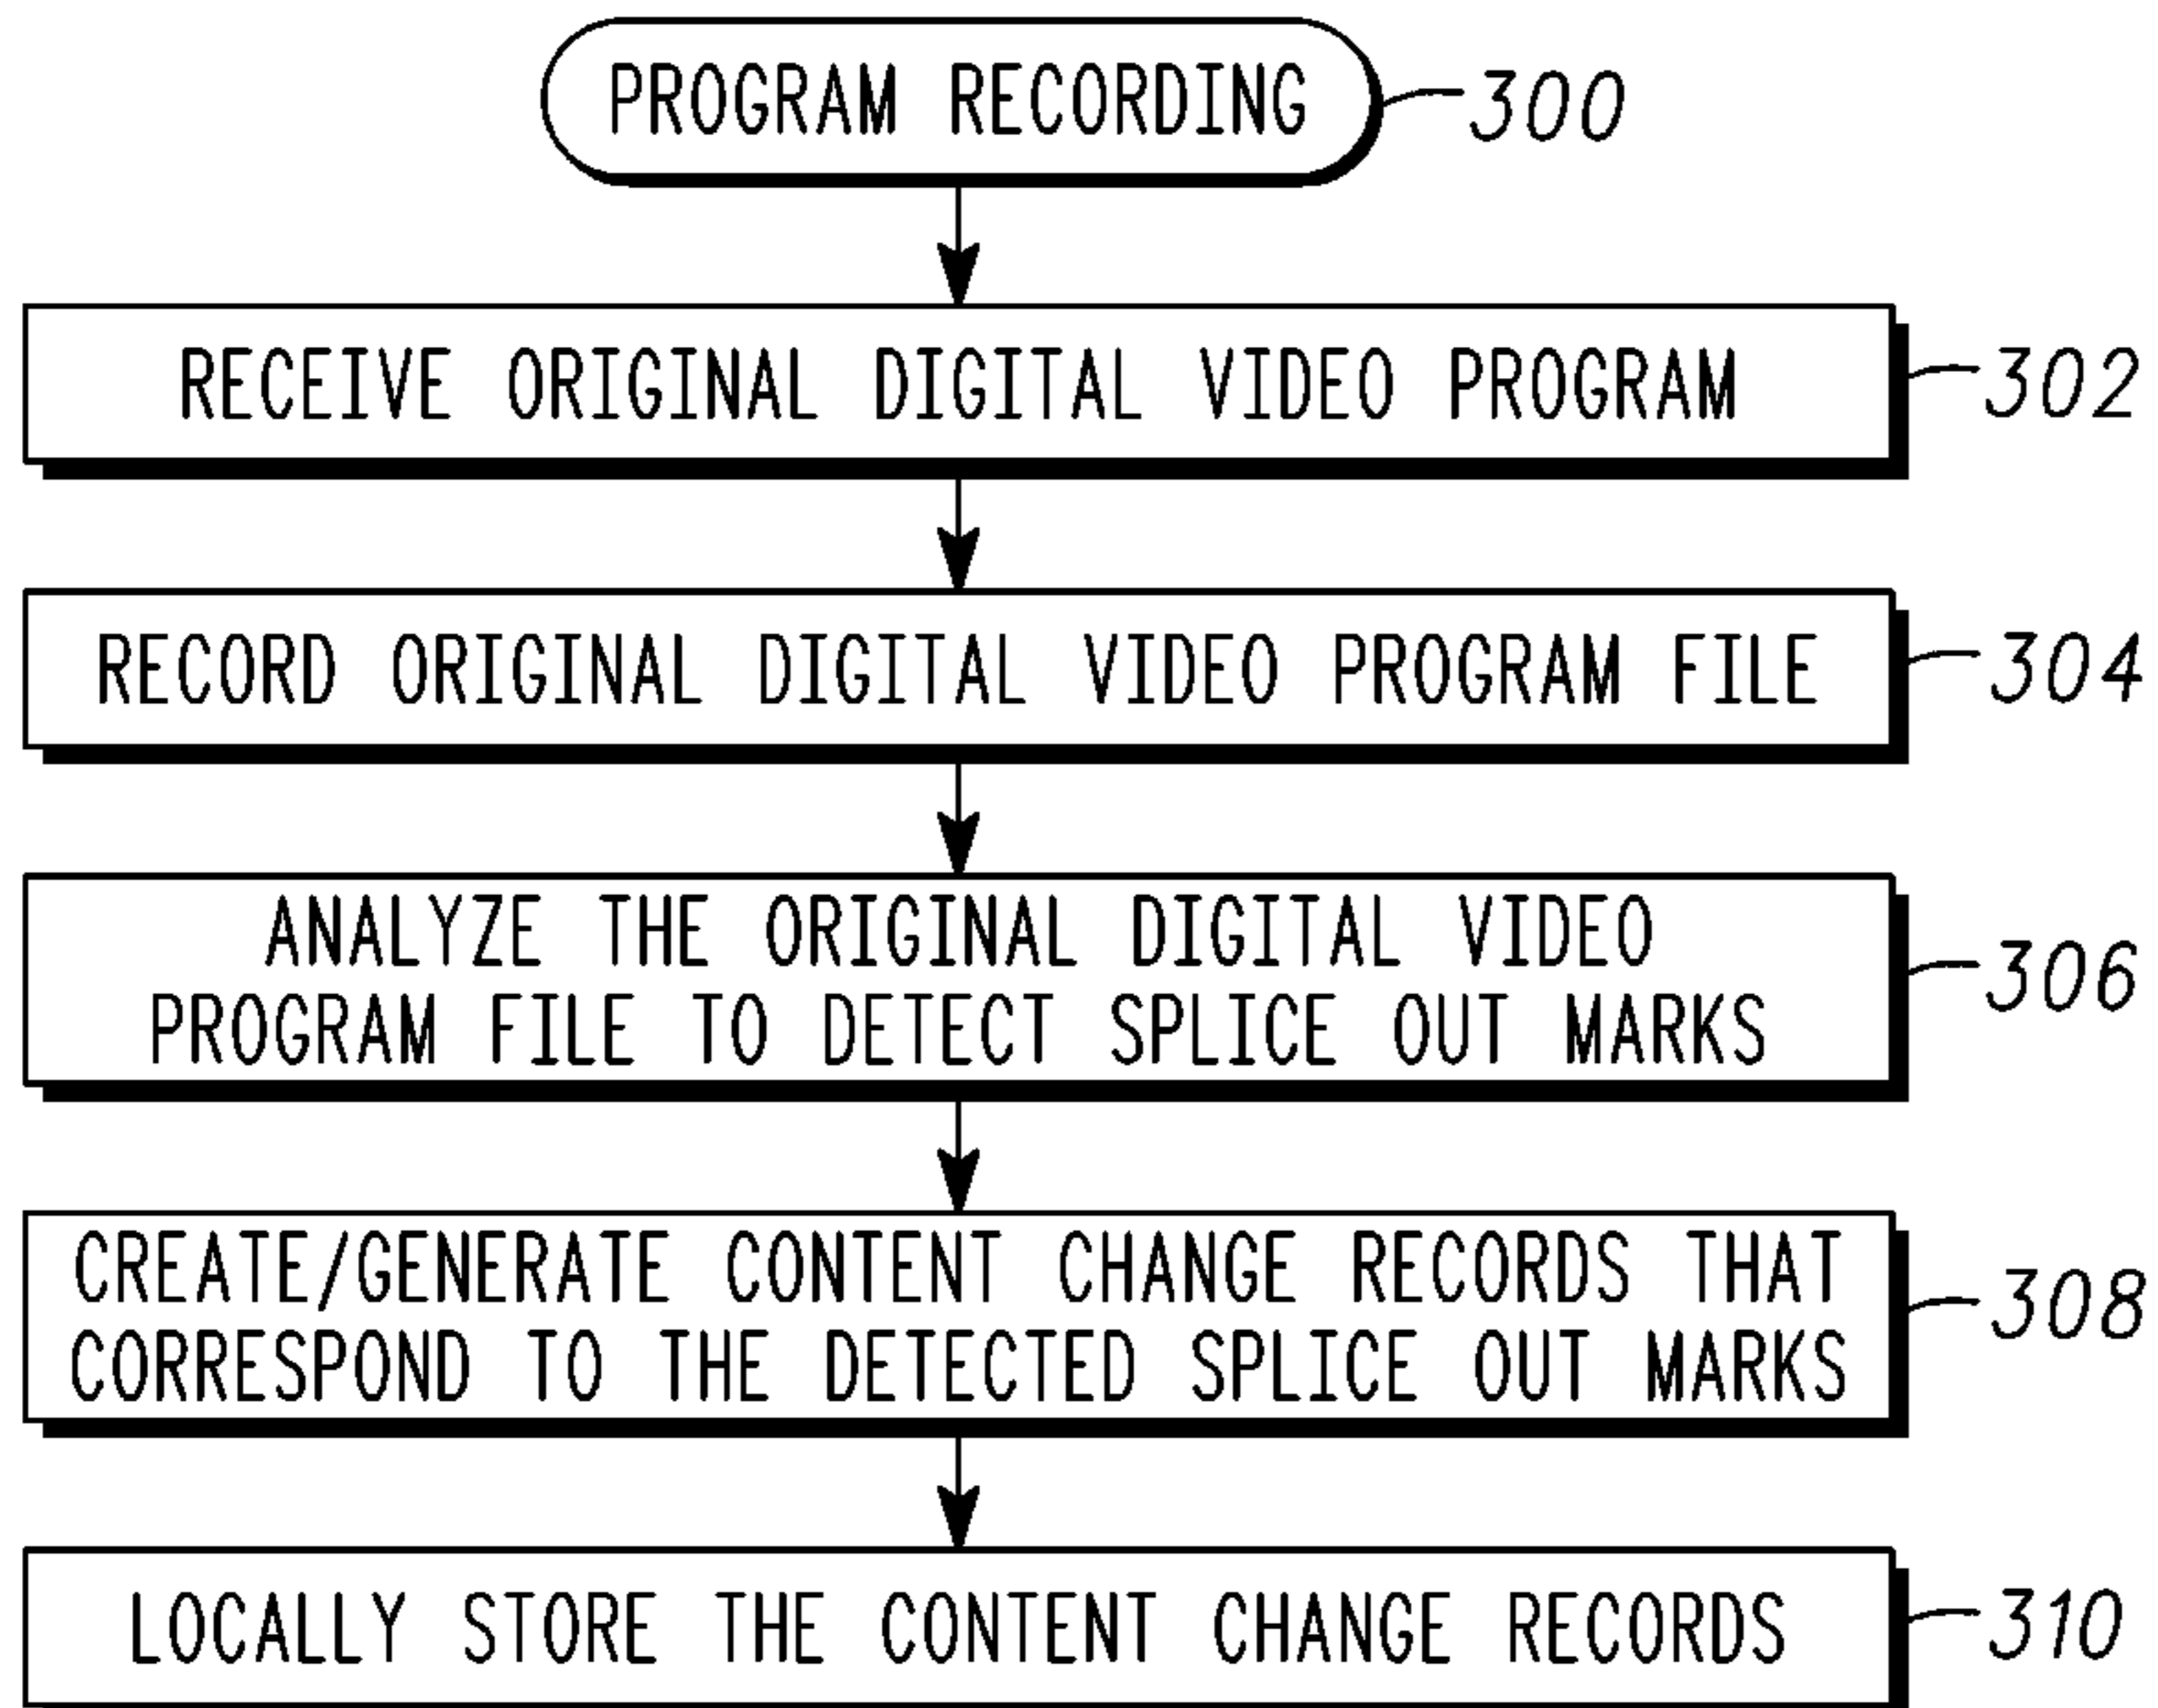 PROGRAM RECORDING
300
RECEIVE ORIGINAL DIGITAL VIDEO PROGRAM
302
RECORD ORIGINAL DIGITAL VIDEO PROGRAM FILE
304
ANALYZE THE ORIGINAL DIGITAL VIDEO
PROGRAM FILE TO DETECT SPLICE OUT MARKS
306
CREATE/GENERATE CONTENT CHANGE RECORDS THAT
CORRESPOND TO THE DETECTED SPLICE OUT MARKS
308
LOCALLY STORE THE CONTENT CHANGE RECORDS
310